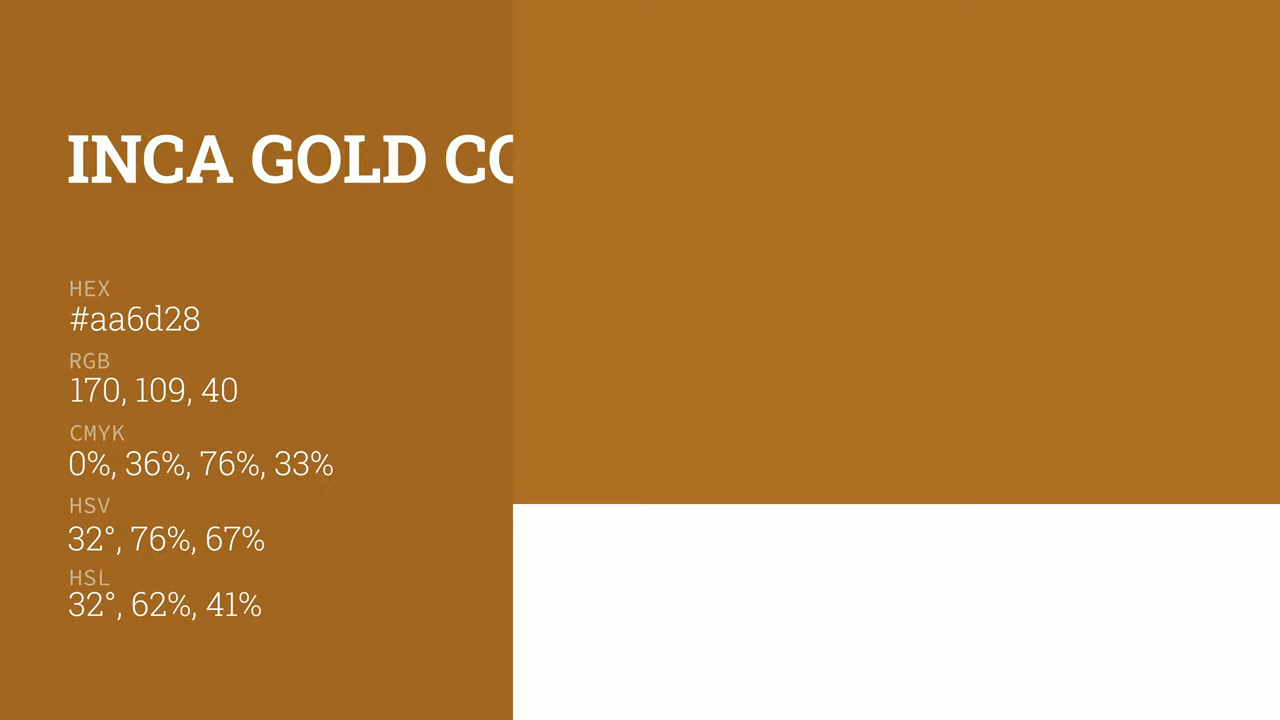 INCA GOLD CO
HEX
#aa6d28
RGB
170, 109, 40
CMYK
0%, 36%, 76%, 33%
HSV
32°, 76%, 67%
HSL
32°, 62%, 41%